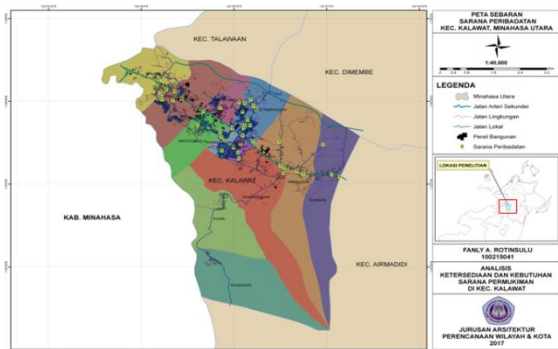 KEC. TALAWAAN
KEC. DIMEMBE
KEC. KALAWAT
KAB. MINAHASA
KEC. AIRMADIDI
PETA SEBARAN
SARANA PERIBADATAN
KEC. KALAWAT, MINAHASA UTARA
1:40,000
LEGENDA
Minahasa Utara
Jalan Arteri Sekunder
Jalan Lingkungan
Jalan Lokal
Persil Bangunan
Sarana Peribadatan
LOKASI PENELITIAN
FANLY A. ROTINSULU
100215041
ANALISIS
KETERSEDIAAN DAN KEBUTUHAN
SARANA PERMUKIMAN
DI KEC. KALAWAT
JURUSAN ARSITEKTUR
PERENCANAAN WILAYAH & KOTA
2017